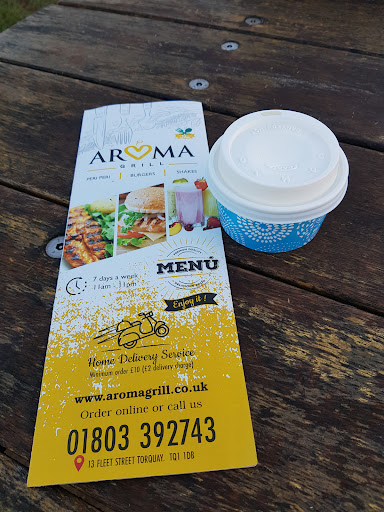 AROMA
GRILL
PERI PERI | BURGERS | SHAKES
7 days a week
11am - 11pm
MENÚ
Enjoy it !
Home Delivery Service
Minimum order £10 (£2 delivery charge)
www.aromagrill.co.uk
Order online or call us
01803 392743
13 FLEET STREET TORQUAY. TQ1 1DB